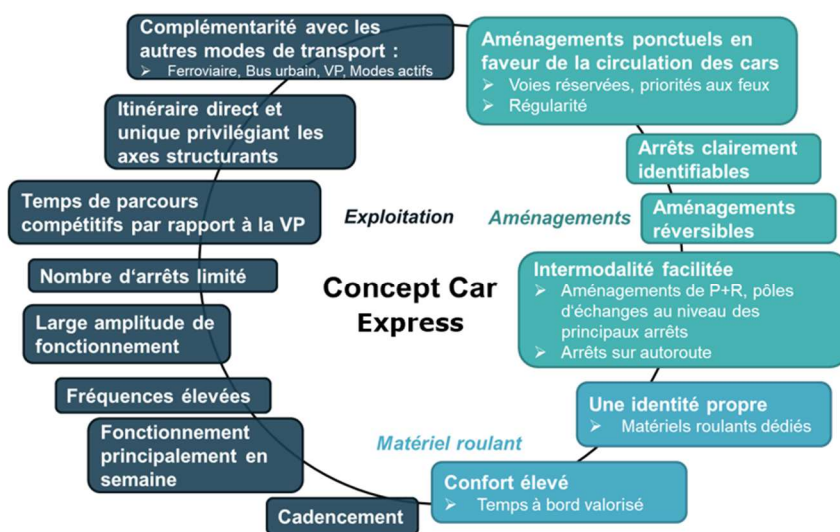 Complémentarité avec les
autres modes de transport :
➢ Ferroviaire, Bus urbain, VP, Modes actifs
Itinéraire direct et
unique privilégiant les
axes structurants
Temps de parcours
compétitifs par rapport à la VP
Nombre d'arrêts limité
Large amplitude de
fonctionnement
Fréquences élevées
Fonctionnement
principalement en
semaine
Cadencement
Exploitation
Concept Car
Express
Aménagements
Matériel roulant
Aménagements ponctuels en
faveur de la circulation des cars
➢ Voies réservées, priorités aux feux
➢ Régularité
Arrêts clairement
identifiables
Aménagements
réversibles
Intermodalité facilitée
➢ Aménagements de P+R, pôles
d'échanges au niveau des
principaux arrêts
➢ Arrêts sur autoroute
Une identité propre
➢ Matériels roulants dédiés
Confort élevé
➢ Temps à bord valorisé